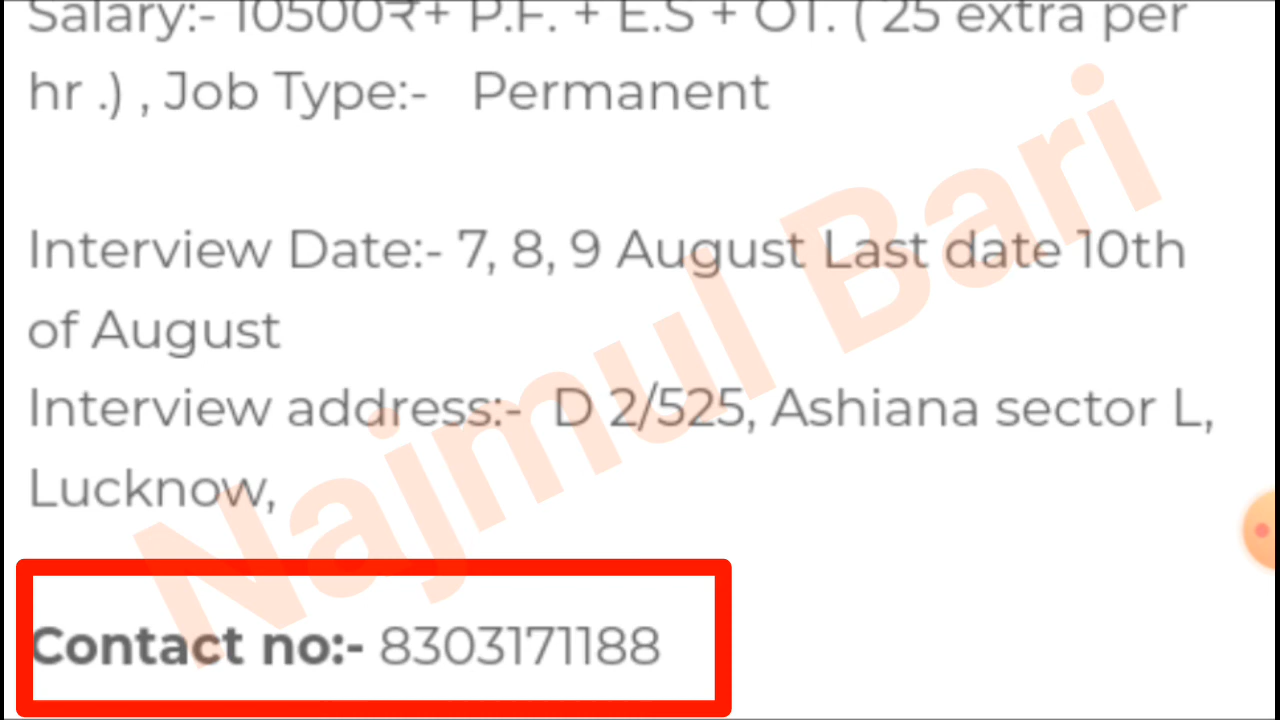 Salary:- 10500₹+ P.F. + E.S + OT. ( 25 extra per
hr .) , Job Type:- Permanent
Interview Date:- 7, 8, 9 August Last date 10th
of August
Interview address:- D 2/525, Ashiana sector L,
Lucknow,
Contact no:- 8303171188
Najmul Bari